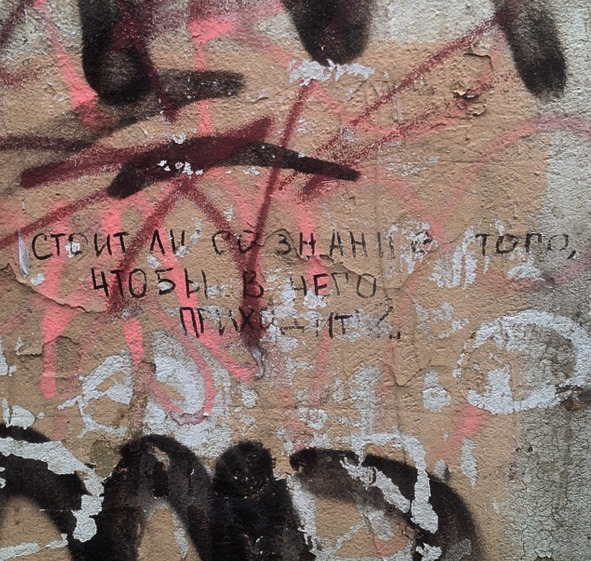 СТОИТ ЛИ СОЗНАНИЕ ТОГО,
ЧТОБЫ В НЕГО
ПРИХОДИТЬ